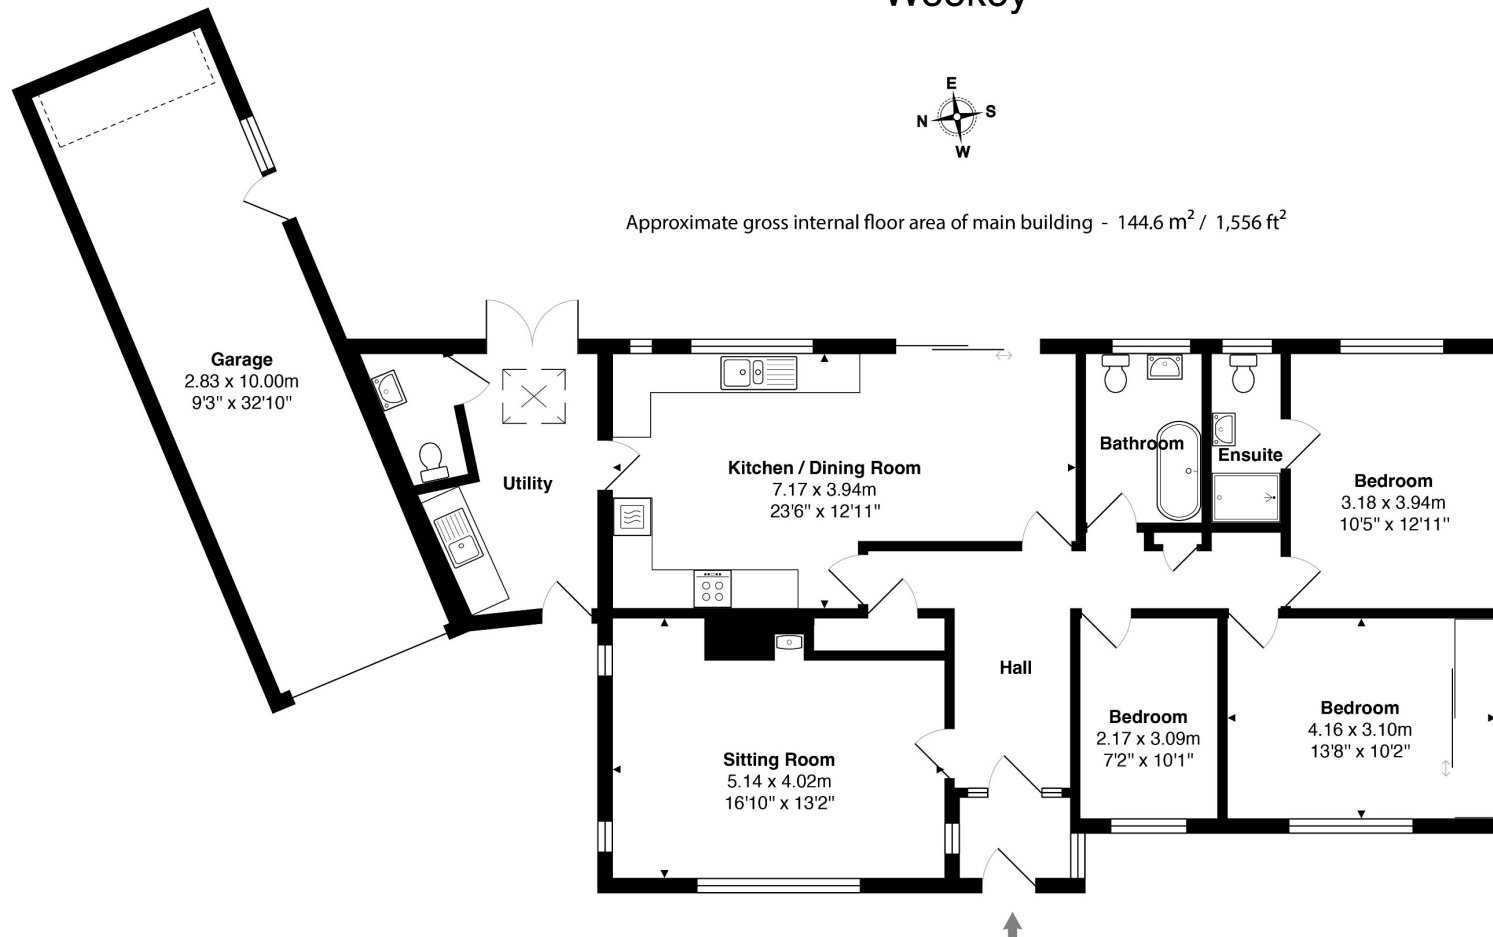 Wookey
E
N S
W
Approximate gross internal floor area of main building - 144.6 m² / 1,556 ft²
Garage
2.83 x 10.00m
9'3" x 32'10"
Utility
Kitchen / Dining Room
7.17 x 3.94m
23'6" x 12'11"
Bathroom
Ensuite
Bedroom
3.18 x 3.94m
10'5" x 12'11"
Hall
Sitting Room
5.14 x 4.02m
16'10" x 13'2"
Bedroom
2.17 x 3.09m
7'2" x 10'1"
Bedroom
4.16 x 3.10m
13'8" x 10'2"